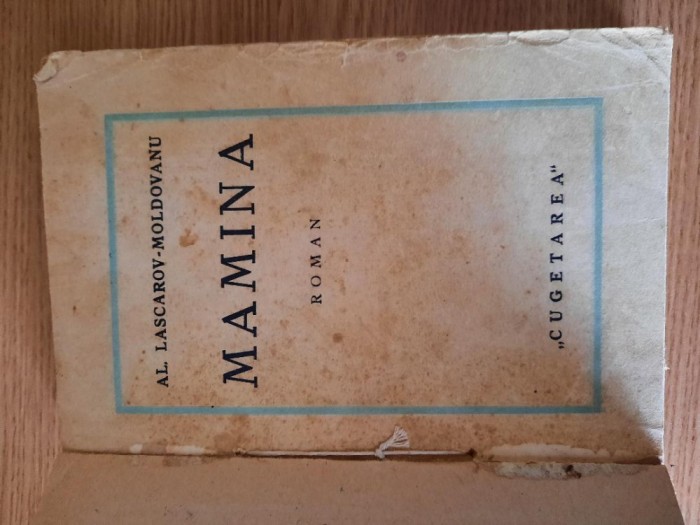 AL. LASCAROV-MOLDOVANU
MAMINA
ROMAN
„CUGETAREA"